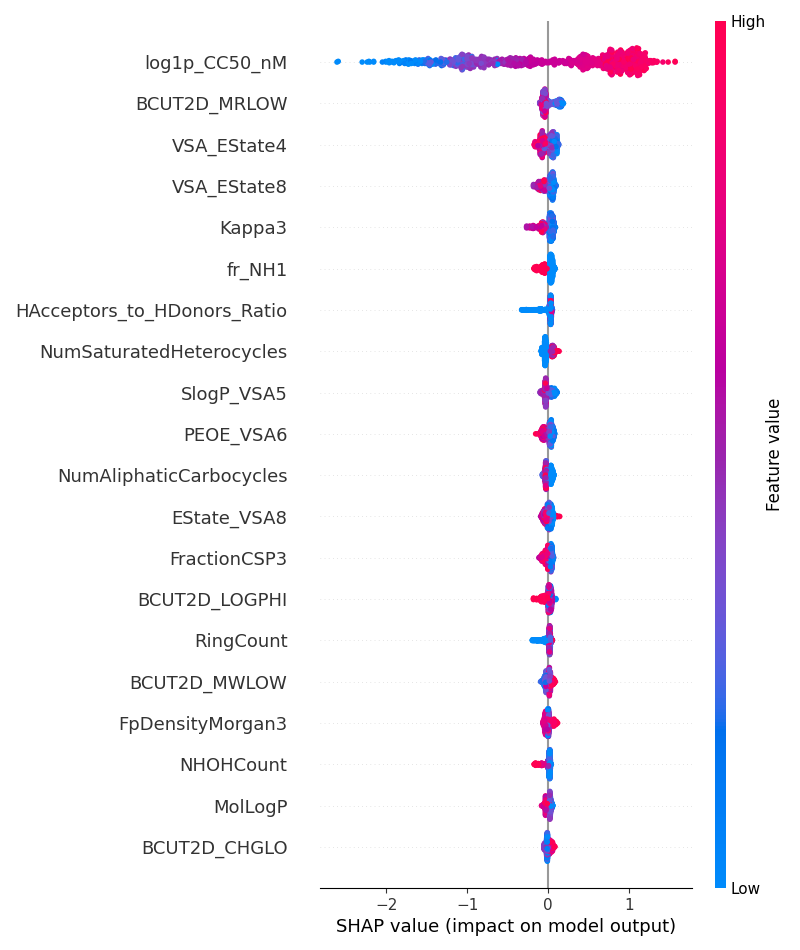 High
log1p_CC50_nM
BCUT2D_MRLOW
VSA_EState4
VSA_EState8
Kappa3
fr_NH1
HAcceptors_to_HDonors_Ratio
NumSaturatedHeterocycles
SlogP_VSA5
PEOE_VSA6
NumAliphaticCarbocycles
EState_VSA8
FractionCSP3
BCUT2D_LOGPHI
RingCount
BCUT2D_MWLOW
FpDensityMorgan3
NHOHCount
MolLogP
BCUT2D_CHGLO
Feature value
Low
−2 −1 0 1
SHAP value (impact on model output)